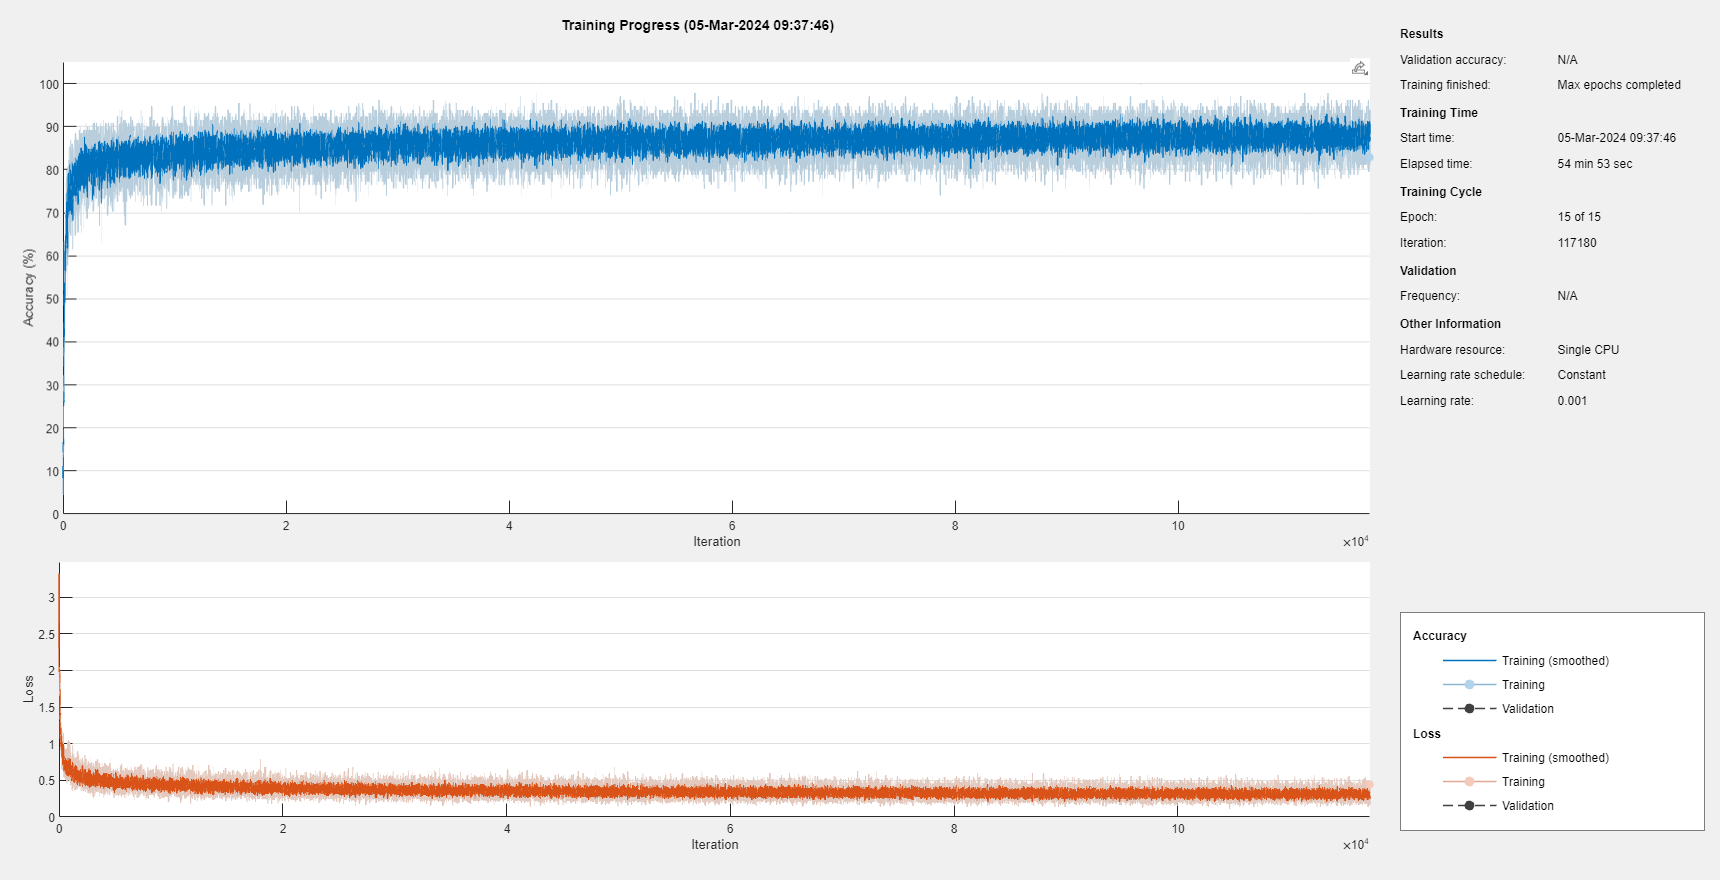 Training Progress (05-Mar-2024 09:37:46)
100
90
80
70
60
50
40
30
20
10
0
Accuracy (%)
0 2 4 6 8 10
Iteration
×10⁴
3
2.5
2
1.5
1
0.5
0
Loss
0 2 4 6 8 10
Iteration
×10⁴
Results
Validation accuracy: N/A
Training finished: Max epochs completed
Training Time
Start time: 05-Mar-2024 09:37:46
Elapsed time: 54 min 53 sec
Training Cycle
Epoch: 15 of 15
Iteration: 117180
Validation
Frequency: N/A
Other Information
Hardware resource: Single CPU
Learning rate schedule: Constant
Learning rate: 0.001
Accuracy
Training (smoothed)
Training
Validation
Loss
Training (smoothed)
Training
Validation